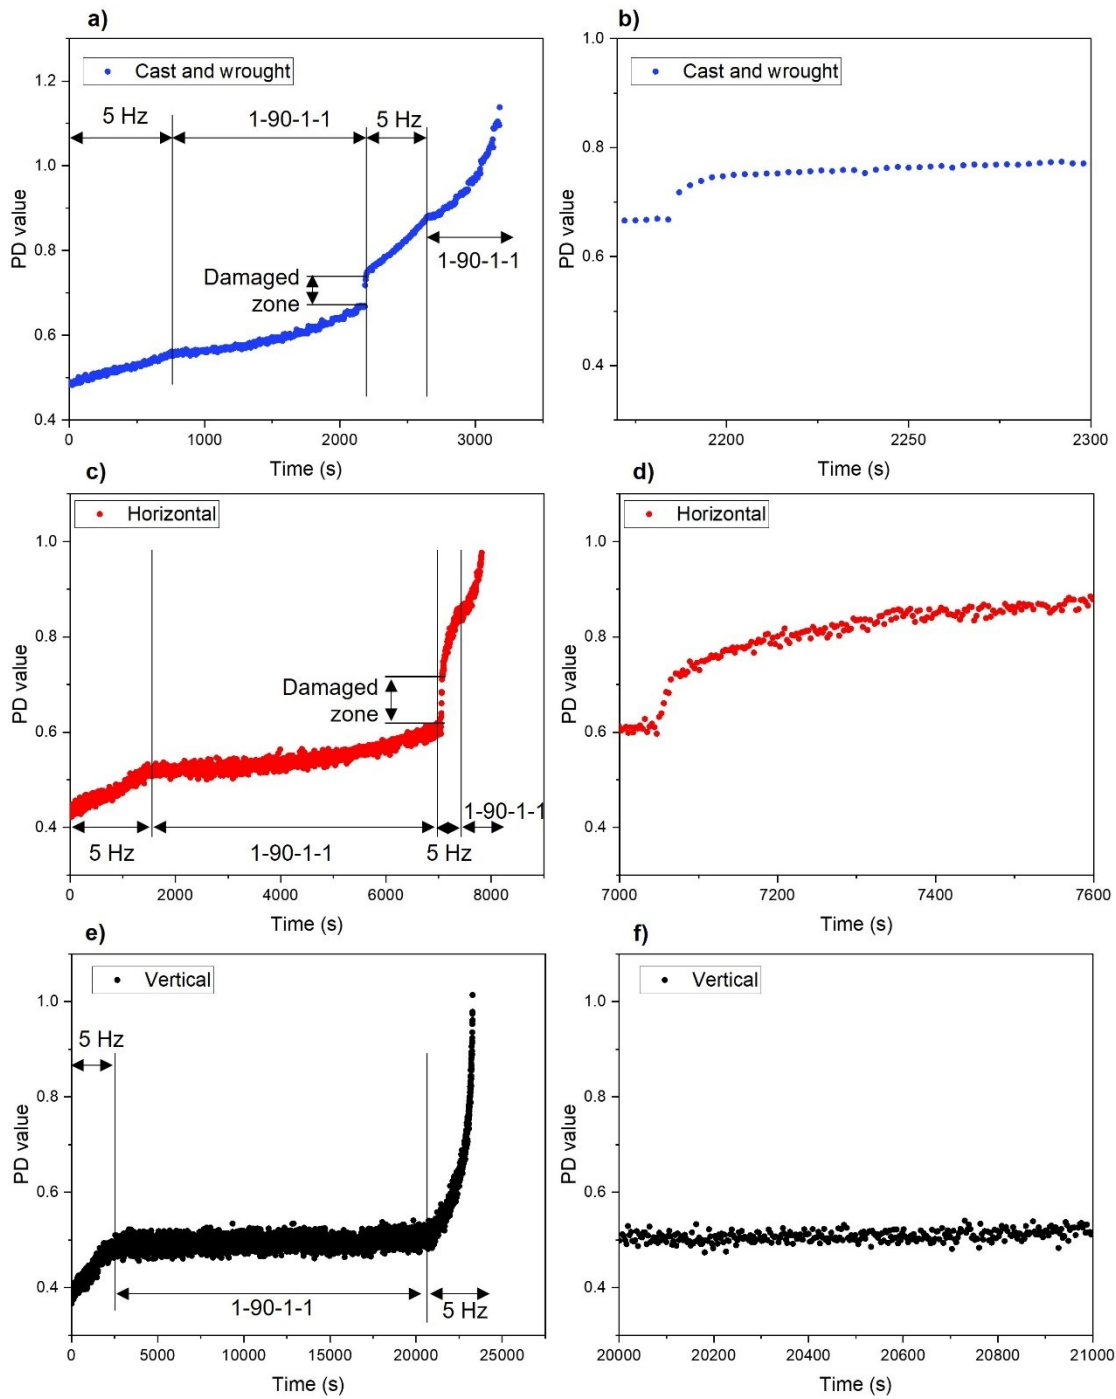 a)
Cast and wrought
5 Hz
1-90-1-1
5 Hz
1-90-1-1
Damaged
zone
PD value
1.2
1.0
0.8
0.6
0.4
0
1000
2000
3000
Time (s)
b)
Cast and wrought
PD value
1.0
0.8
0.6
0.4
2200
2250
2300
Time (s)
c)
Horizontal
Damaged
zone
1-90-1-1
5 Hz
1-90-1-1
5 Hz
PD value
1.0
0.8
0.6
0.4
0
2000
4000
6000
8000
Time (s)
d)
Horizontal
PD value
1.0
0.8
0.6
0.4
7000
7200
7400
7600
Time (s)
e)
Vertical
5 Hz
1-90-1-1
5 Hz
PD value
1.0
0.8
0.6
0.4
0
5000
10000
15000
20000
25000
Time (s)
f)
Vertical
PD value
1.0
0.8
0.6
0.4
20000
20200
20400
20600
20800
21000
Time (s)